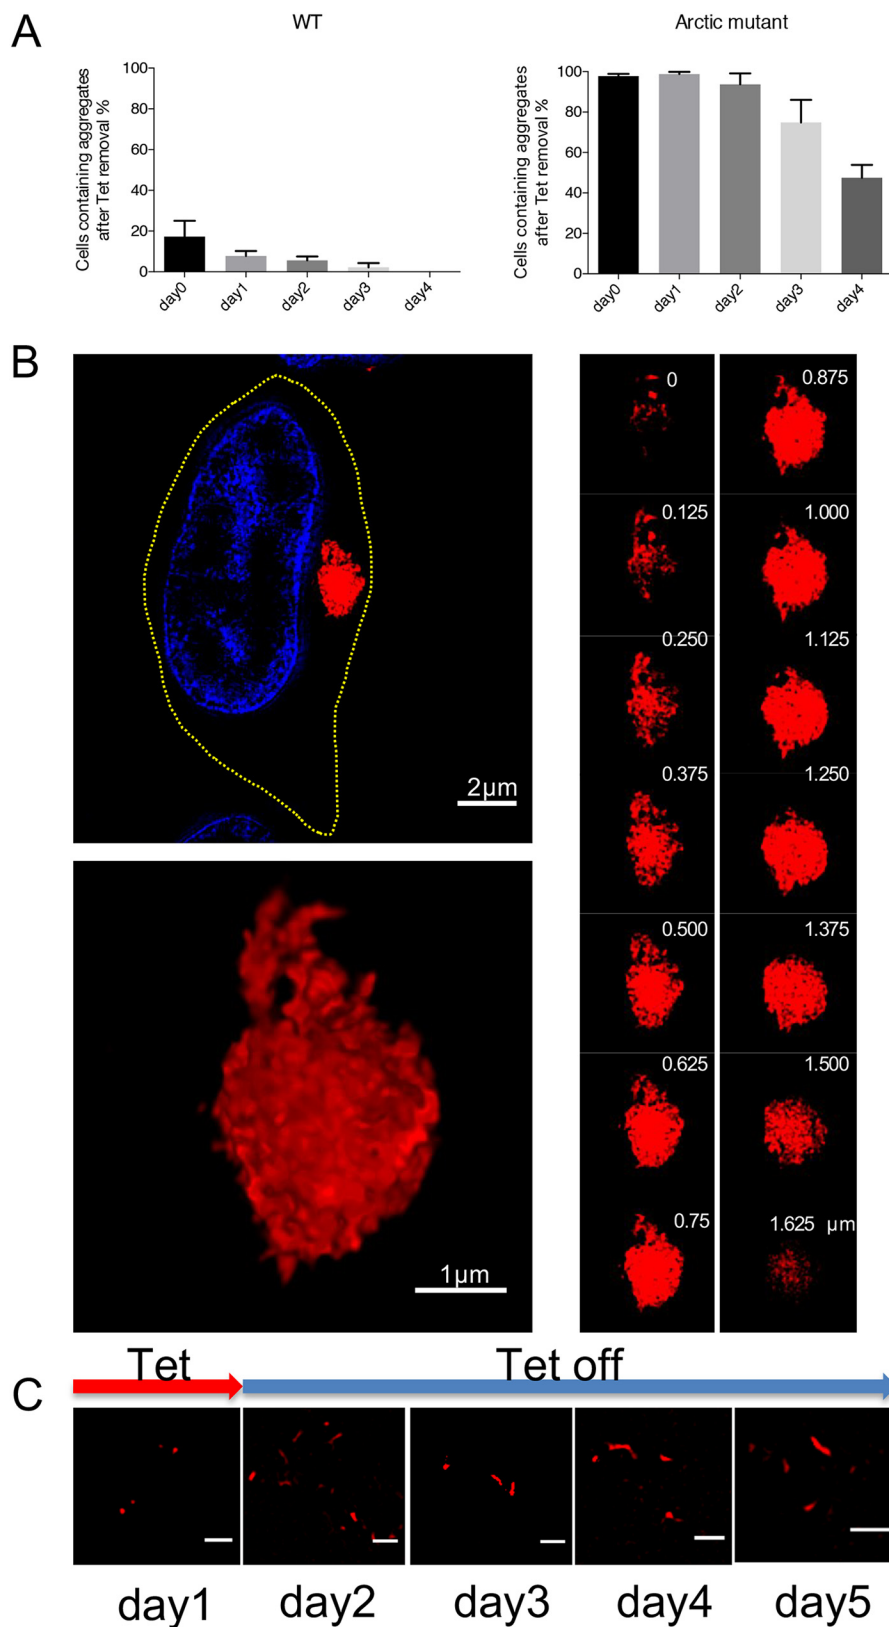 A
WT
Arctic mutant
Cells containing aggregates
after Tet removal %
100
80
60
40
20
0
day0
day1
day2
day3
day4
Cells containing aggregates
after Tet removal %
100
80
60
40
20
0
day0
day1
day2
day3
day4
B
2µm
1µm
0
0.125
0.250
0.375
0.500
0.625
0.75
0.875
1.000
1.125
1.250
1.375
1.500
1.625 µm
C
Tet
Tet off
day1
day2
day3
day4
day5